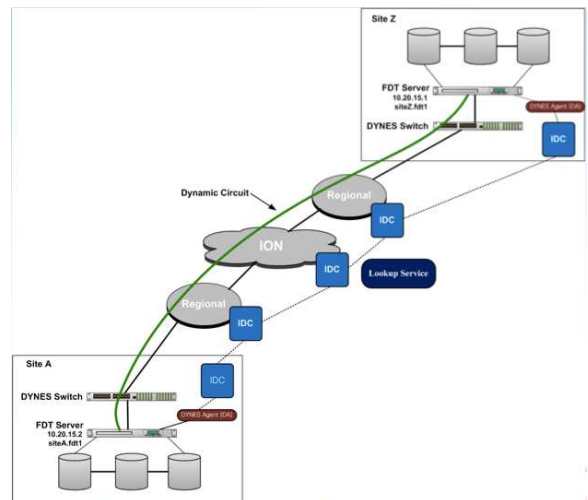 Site Z
FDT Server
10.20.15.1
siteZ.fdt1
DYNES Agent (DA)
DYNES Switch
IDC
Dynamic Circuit
Regional
IDC
ION
IDC
Lookup Service
Regional
IDC
Site A
IDC
DYNES Switch
DYNES Agent (DA)
FDT Server
10.20.15.2
siteA.fdt1